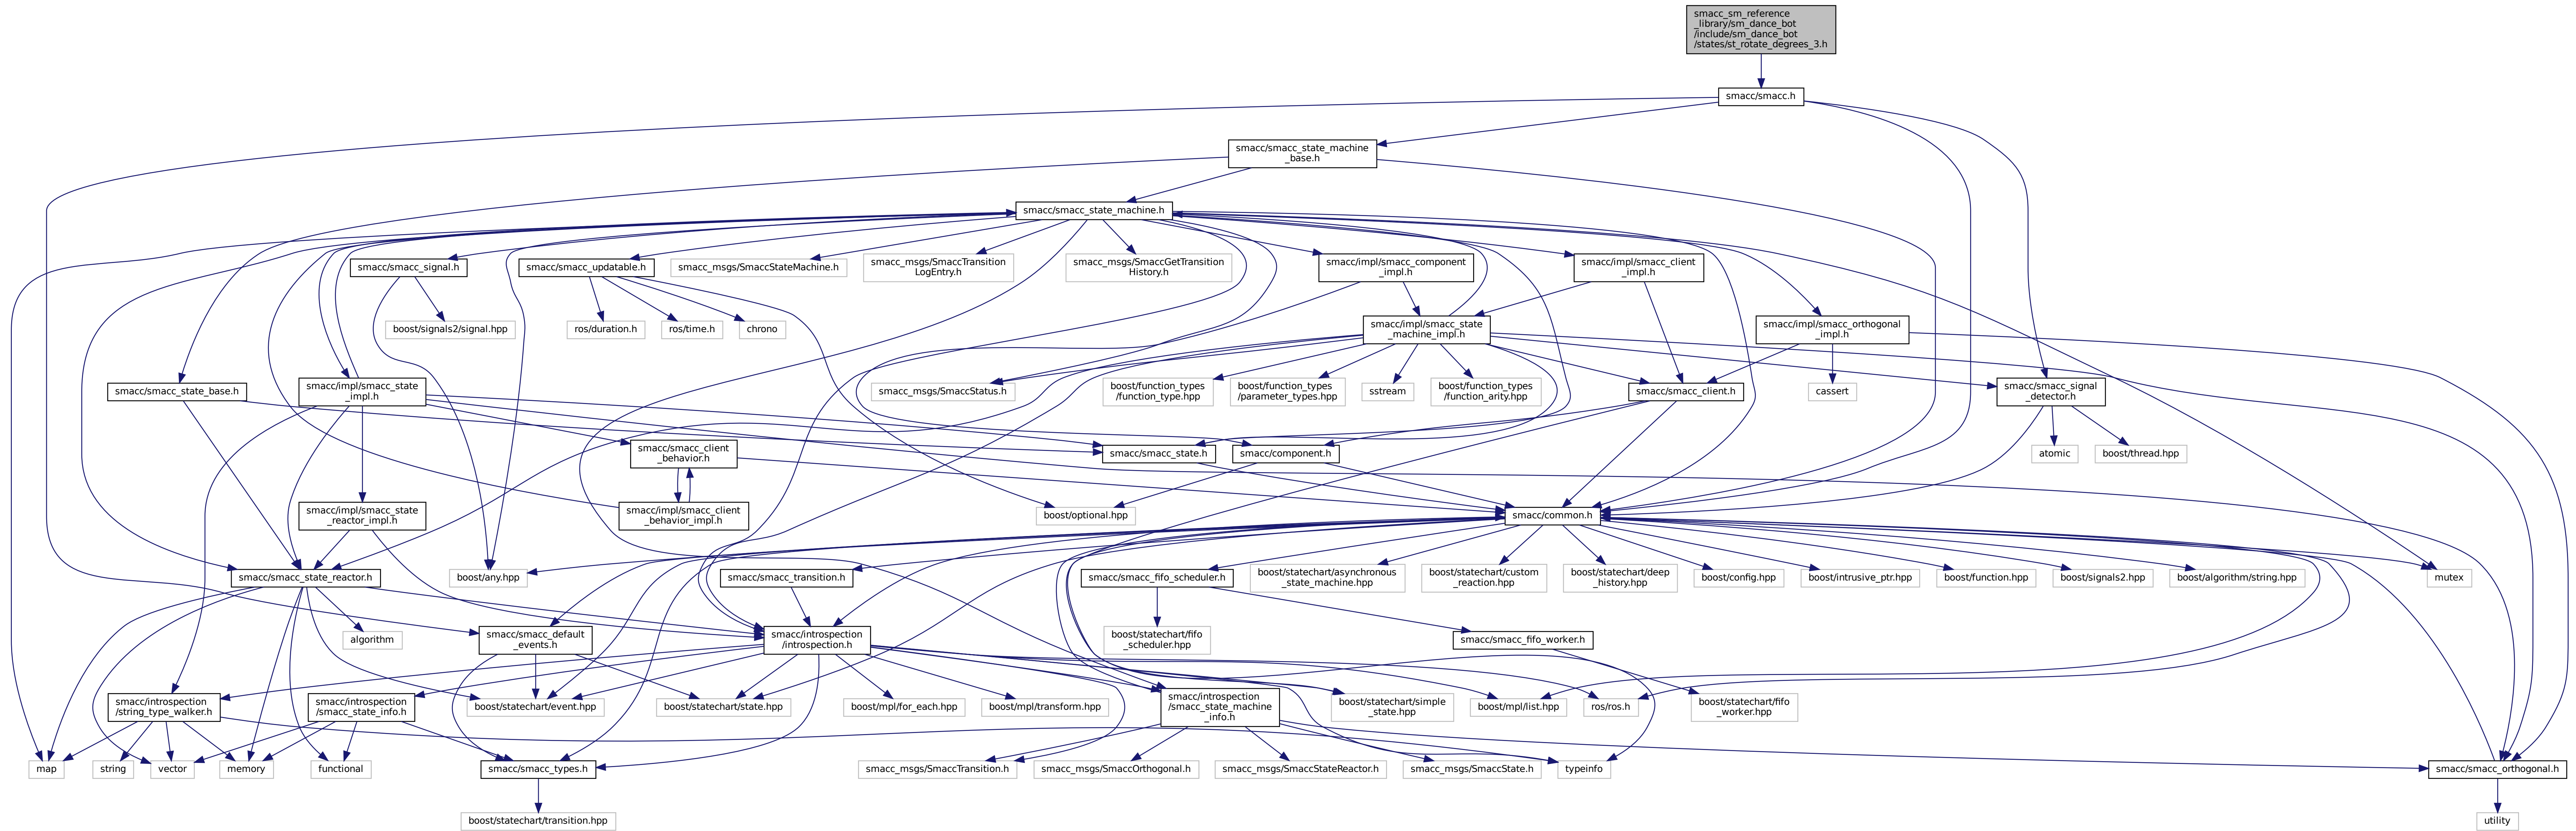 smacc_sm_reference
_library/sm_dance_bot
/include/sm_dance_bot
/states/st_rotate_degrees_3.h
smacc/smacc.h
smacc/smacc_state_machine
_base.h
smacc/smacc_state_machine.h
smacc/smacc_signal.h
smacc/smacc_updatable.h
smacc_msgs/SmaccStateMachine.h
smacc_msgs/SmaccTransition
LogEntry.h
smacc_msgs/SmaccGetTransition
History.h
smacc/impl/smacc_component
_impl.h
smacc/impl/smacc_client
_impl.h
boost/signals2/signal.hpp
ros/duration.h
ros/time.h
chrono
smacc/impl/smacc_state
_machine_impl.h
smacc/impl/smacc_orthogonal
_impl.h
smacc/smacc_state_base.h
smacc/impl/smacc_state
_impl.h
smacc_msgs/SmaccStatus.h
boost/function_types
/function_type.hpp
boost/function_types
/parameter_types.hpp
sstream
boost/function_types
/function_arity.hpp
smacc/smacc_client.h
cassert
smacc/smacc_signal
_detector.h
smacc/smacc_client
_behavior.h
smacc/smacc_state.h
smacc/component.h
atomic
boost/thread.hpp
smacc/impl/smacc_state
_reactor_impl.h
smacc/impl/smacc_client
_behavior_impl.h
boost/optional.hpp
smacc/common.h
smacc/smacc_state_reactor.h
boost/any.hpp
smacc/smacc_transition.h
smacc/smacc_fifo_scheduler.h
boost/statechart/asynchronous
_state_machine.hpp
boost/statechart/custom
_reaction.hpp
boost/statechart/deep
_history.hpp
boost/config.hpp
boost/intrusive_ptr.hpp
boost/function.hpp
boost/signals2.hpp
boost/algorithm/string.hpp
mutex
algorithm
smacc/smacc_default
_events.h
smacc/introspection
/introspection.h
boost/statechart/fifo
_scheduler.hpp
smacc/smacc_fifo_worker.h
smacc/introspection
/string_type_walker.h
smacc/introspection
/smacc_state_info.h
boost/statechart/event.hpp
boost/statechart/state.hpp
boost/mpl/for_each.hpp
boost/mpl/transform.hpp
smacc/introspection
/smacc_state_machine
_info.h
boost/statechart/simple
_state.hpp
boost/mpl/list.hpp
ros/ros.h
boost/statechart/fifo
_worker.hpp
map
string
vector
memory
functional
smacc/smacc_types.h
smacc_msgs/SmaccTransition.h
smacc_msgs/SmaccOrthogonal.h
smacc_msgs/SmaccStateReactor.h
smacc_msgs/SmaccState.h
typeinfo
smacc/smacc_orthogonal.h
boost/statechart/transition.hpp
utility